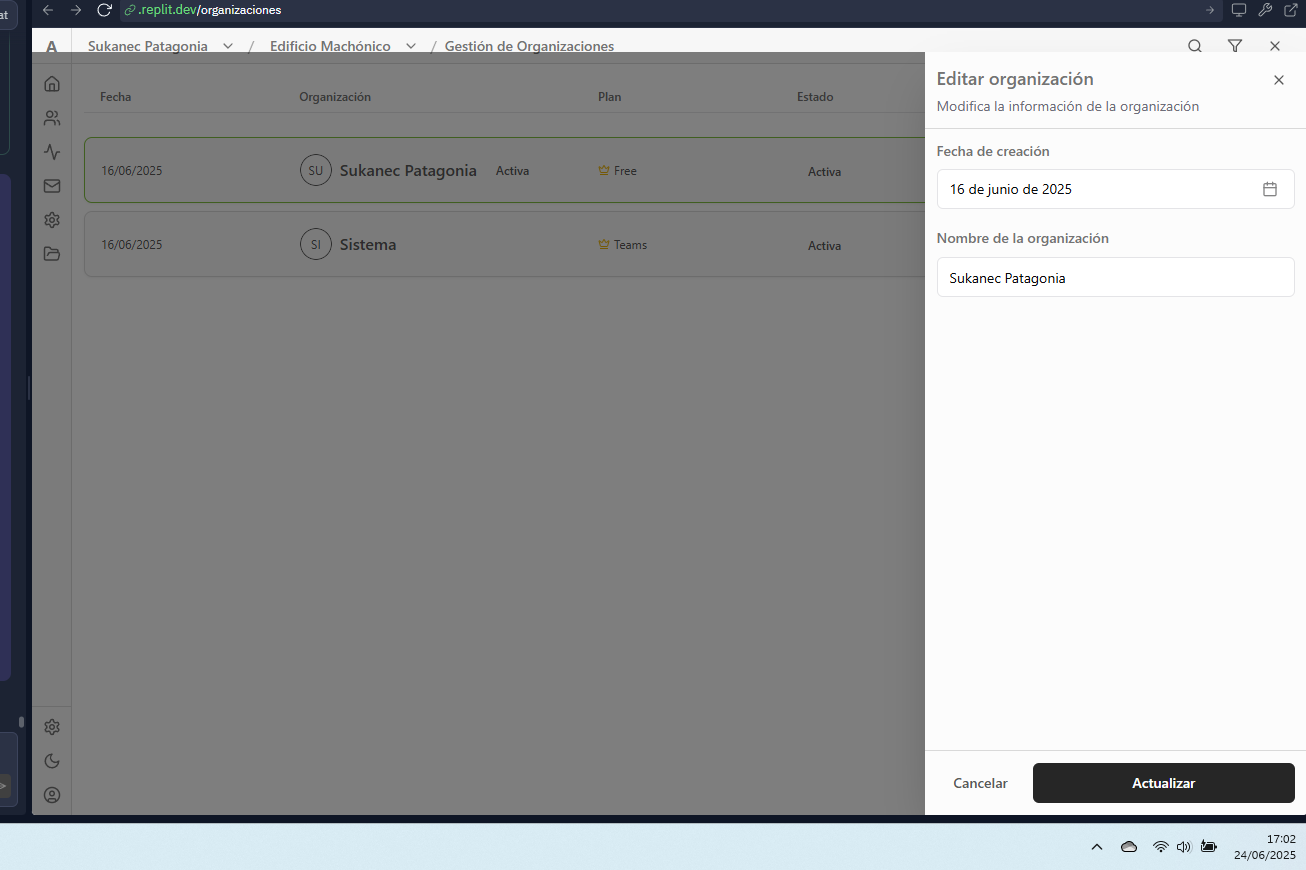 at
.replit.dev/organizaciones
A Sukanec Patagonia / Edificio Machónico / Gestión de Organizaciones
Fecha Organización Plan Estado
16/06/2025 SU Sukanec Patagonia Activa Free Activa
16/06/2025 SI Sistema Teams Activa
Editar organización
Modifica la información de la organización
Fecha de creación
16 de junio de 2025
Nombre de la organización
Sukanec Patagonia
Cancelar Actualizar
17:02
24/06/2025